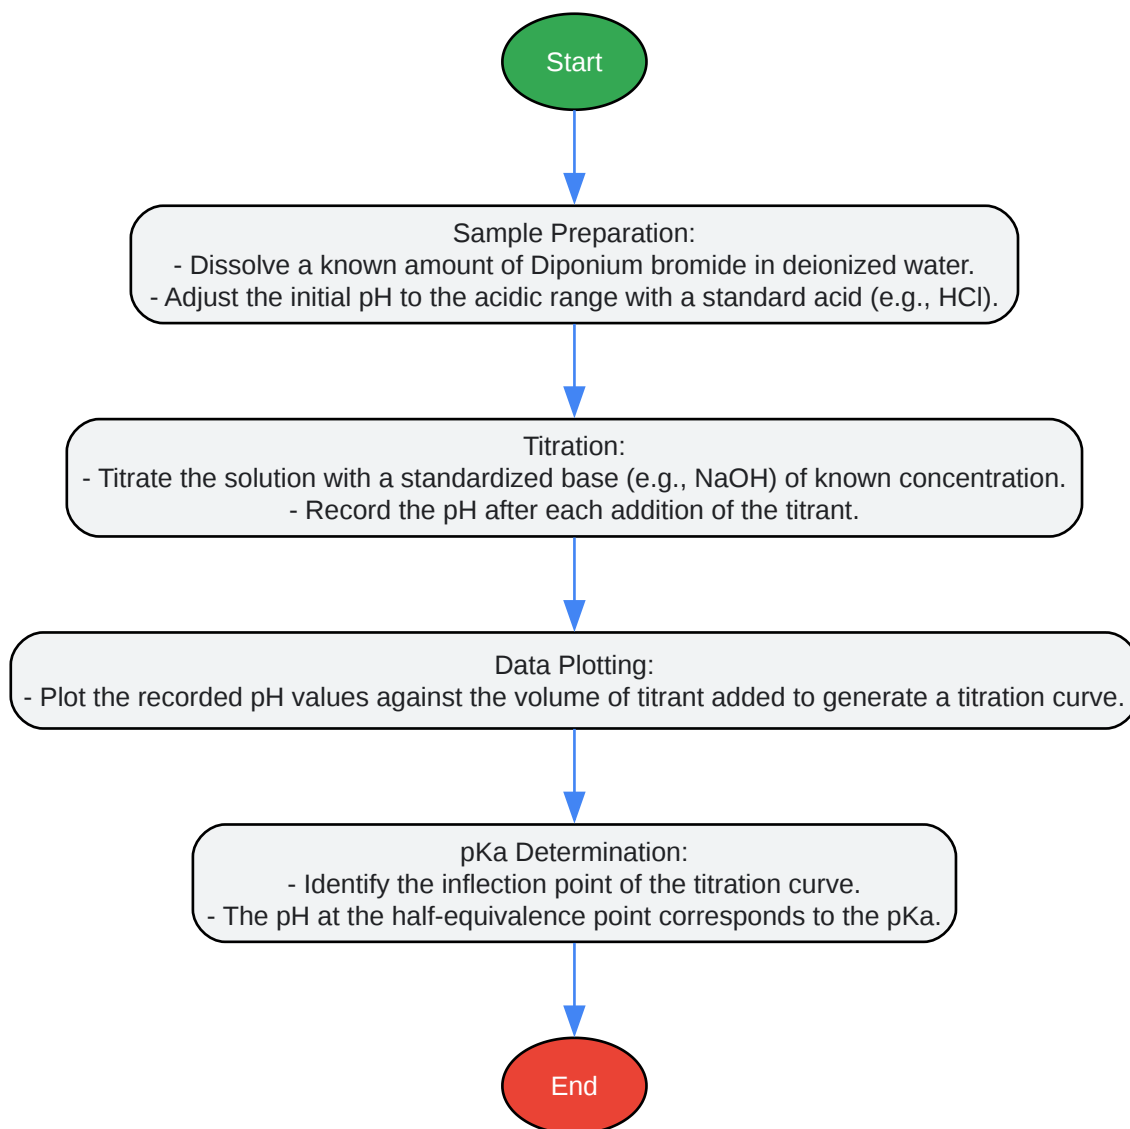 Start
Sample Preparation:
- Dissolve a known amount of Diponium bromide in deionized water.
- Adjust the initial pH to the acidic range with a standard acid (e.g., HCl).
Titration:
- Titrate the solution with a standardized base (e.g., NaOH) of known concentration.
- Record the pH after each addition of the titrant.
Data Plotting:
- Plot the recorded pH values against the volume of titrant added to generate a titration curve.
pKa Determination:
- Identify the inflection point of the titration curve.
- The pH at the half-equivalence point corresponds to the pKa.
End